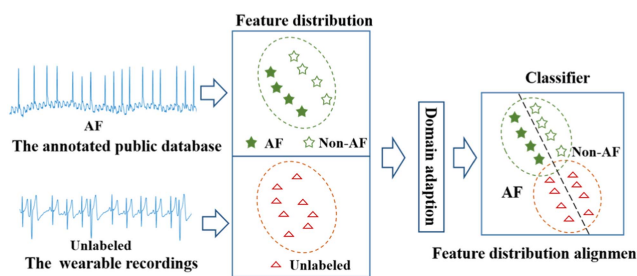 Feature distribution
AF
The annotated public database
AF
Non-AF
Unlabeled
The wearable recordings
Unlabeled
Domain adaption
Classifier
Non-AF
AF
Feature distribution alignmen